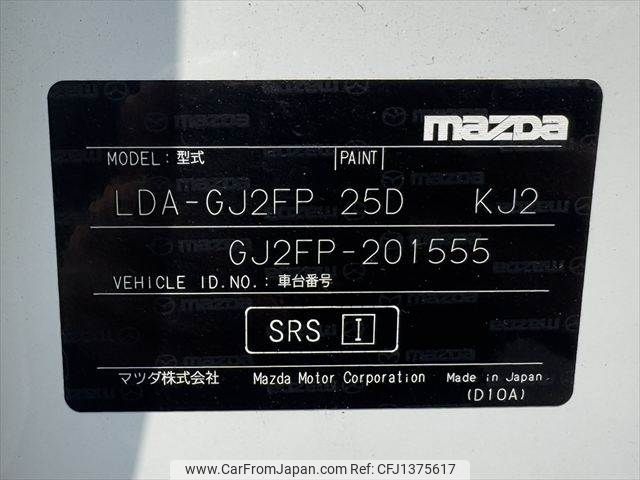 mazda
MODEL: 型式 PAINT
LDA-GJ2FP 25D KJ2
GJ2FP-201555
VEHICLE ID.NO.: 車台番号
SRS I
マツダ株式会社 Mazda Motor Corporation Made in Japan.
(D10A)
www.CarFromJapan.com CFJ1375617